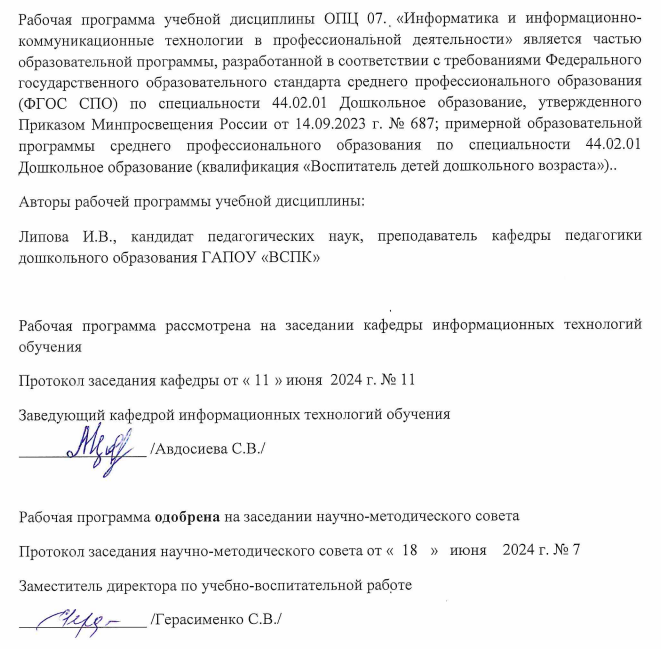 Рабочая программа учебной дисциплины ОПЦ 07. «Информатика и информационно-
коммуникационные технологии в профессиональной деятельности» является частью
образовательной программы, разработанной в соответствии с требованиями Федерального
государственного образовательного стандарта среднего профессионального образования
(ФГОС СПО) по специальности 44.02.01 Дошкольное образование, утвержденного
Приказом Минпросвещения России от 14.09.2023 г. № 687; примерной образовательной
программы среднего профессионального образования по специальности 44.02.01
Дошкольное образование (квалификация «Воспитатель детей дошкольного возраста»)..
Авторы рабочей программы учебной дисциплины:
Липова И.В., кандидат педагогических наук, преподаватель кафедры педагогики
дошкольного образования ГАПОУ «ВСПК»
Рабочая программа рассмотрена на заседании кафедры информационных технологий
обучения
Протокол заседания кафедры от « 11 » июня 2024 г. № 11
Заведующий кафедрой информационных технологий обучения
/Авдосиева С.В./
Рабочая программа одобрена на заседании научно-методического совета
Протокол заседания научно-методического совета от « 18 » июня 2024 г. № 7
Заместитель директора по учебно-воспитательной работе
/Герасименко С.В./